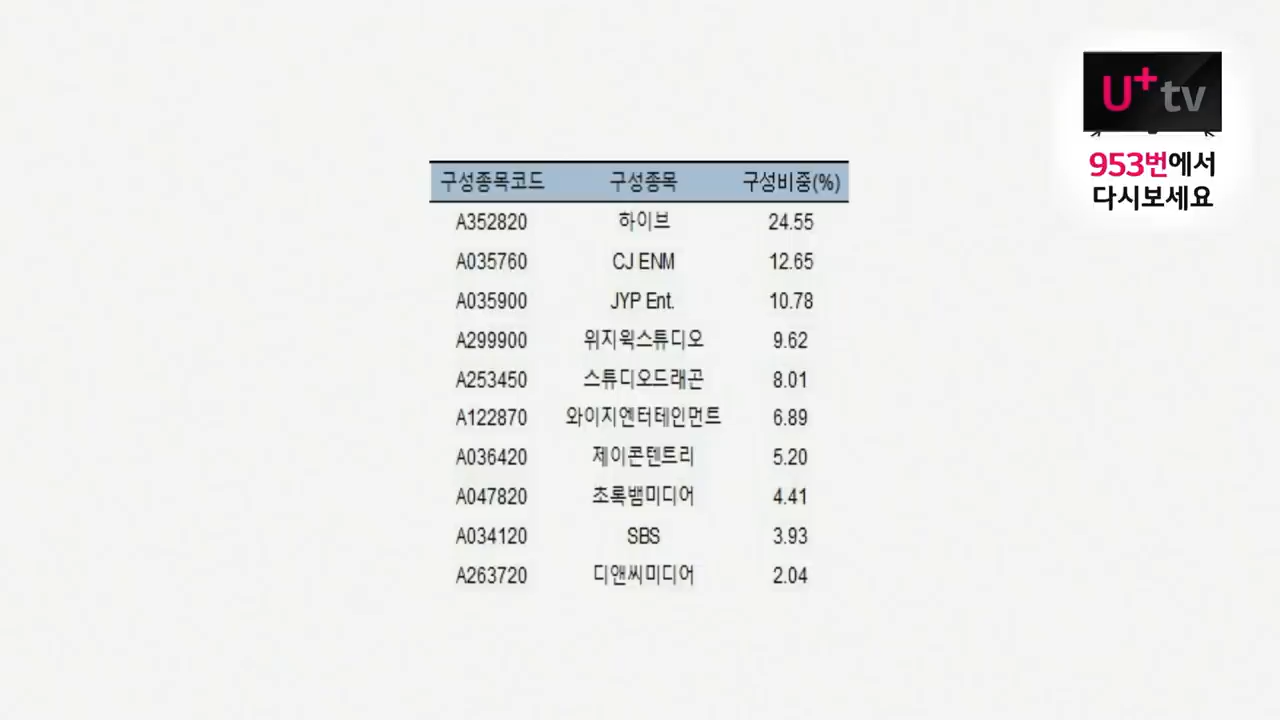 U+tv
953번에서
다시보세요
구성종목코드 구성종목 구성비중(%)
A352820 하이브 24.55
A035760 CJ ENM 12.65
A035900 JYP Ent. 10.78
A299900 위지윅스튜디오 9.62
A253450 스튜디오드래곤 8.01
A122870 와이지엔터테인먼트 6.89
A036420 제이콘텐트리 5.20
A047820 초록뱀미디어 4.41
A034120 SBS 3.93
A263720 디앤씨미디어 2.04